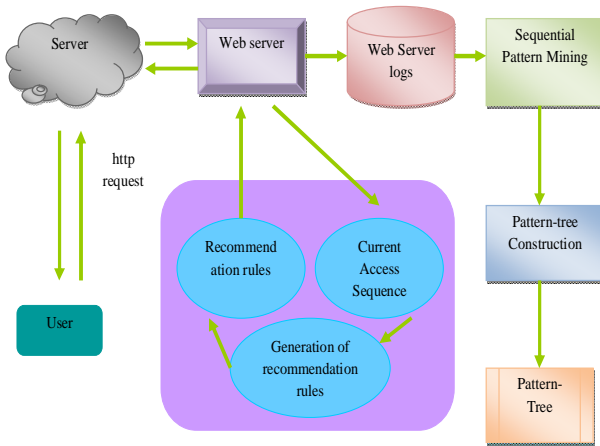 Server
Web server
Web Server
logs
Sequential
Pattern Mining
http
request
Recommend
ation rules
Current
Access
Sequence
Pattern-tree
Construction
User
Generation of
recommendation
rules
Pattern-
Tree